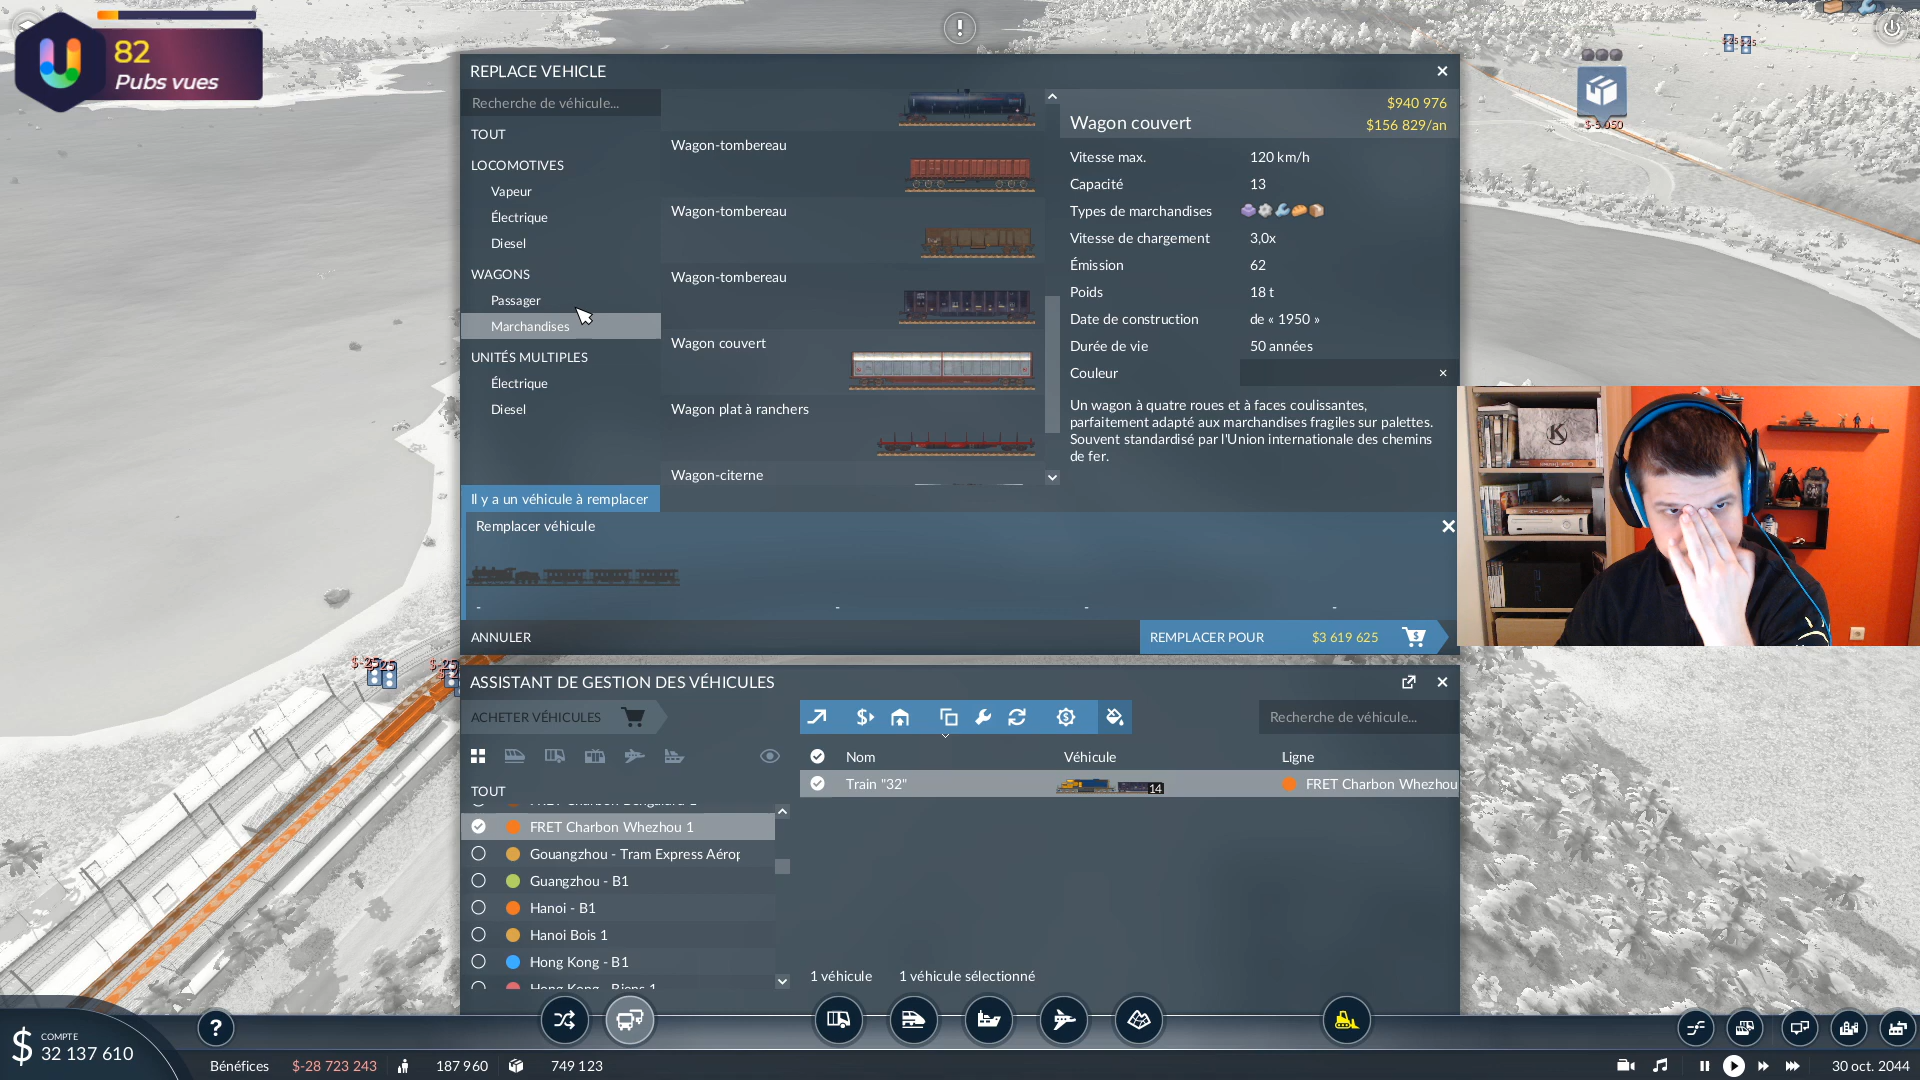 82
Pubs vues
REPLACE VEHICLE
Recherche de véhicule...
TOUT
LOCOMOTIVES
Vapeur
Électrique
Diesel
WAGONS
Passager
Marchandises
UNITÉS MULTIPLES
Électrique
Diesel
Wagon-tombereau
Wagon-tombereau
Wagon-tombereau
Wagon couvert
Wagon plat à ranchers
Wagon-citerne
$940 976
Wagon couvert
$156 829/an
Vitesse max. 120 km/h
Capacité 13
Types de marchandises
Vitesse de chargement 3,0x
Émission 62
Poids 18 t
Date de construction de « 1950 »
Durée de vie 50 années
Couleur
Un wagon à quatre roues et à faces coulissantes,
parfaitement adapté aux marchandises fragiles sur palettes.
Souvent standardisé par l'Union internationale des chemins
de fer.
Il y a un véhicule à remplacer
Remplacer véhicule
- - - -
ANNULER
REMPLACER POUR $3 619 625
ASSISTANT DE GESTION DES VÉHICULES
ACHETER VÉHICULES
Recherche de véhicule...
Nom Véhicule Ligne
Train "32" 14 FRET Charbon Whezhou
TOUT
FRET Charbon Whezhou 1
Gouangzhou - Tram Express Aérop
Guangzhou - B1
Hanoi - B1
Hanoi Bois 1
Hong Kong - B1
Hong Kong - Biens 1
1 véhicule 1 véhicule sélectionné
$-25
$-25
K
?
COMPTE
$ 32 137 610
Bénéfices $-28 723 243 187 960 749 123
30 oct. 2044